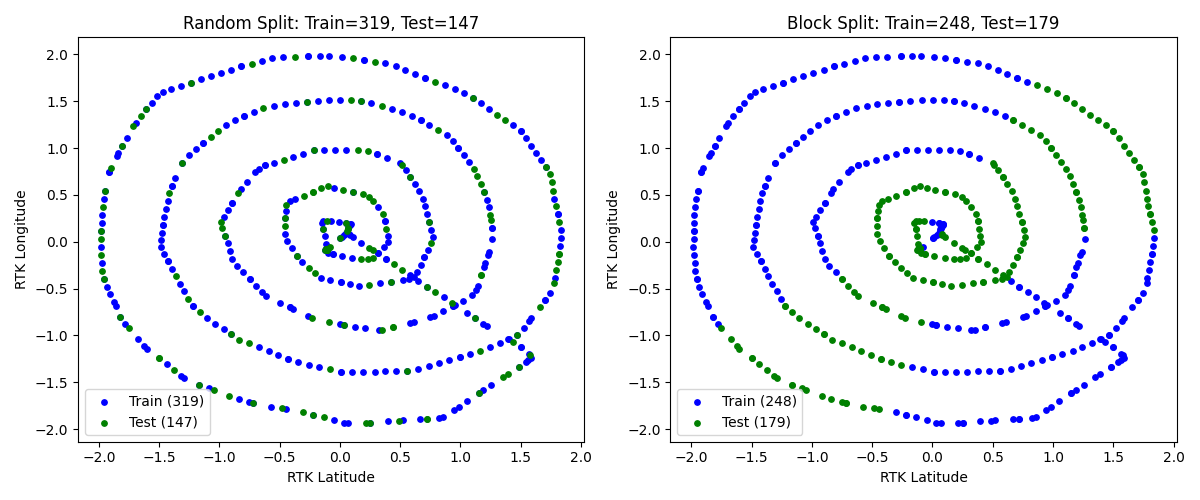 Random Split: Train=319, Test=147
RTK Longitude
2.0
1.5
1.0
0.5
0.0
−0.5
−1.0
−1.5
−2.0
Train (319)
Test (147)
−2.0 −1.5 −1.0 −0.5 0.0 0.5 1.0 1.5 2.0
RTK Latitude
Block Split: Train=248, Test=179
RTK Longitude
2.0
1.5
1.0
0.5
0.0
−0.5
−1.0
−1.5
−2.0
Train (248)
Test (179)
−2.0 −1.5 −1.0 −0.5 0.0 0.5 1.0 1.5 2.0
RTK Latitude